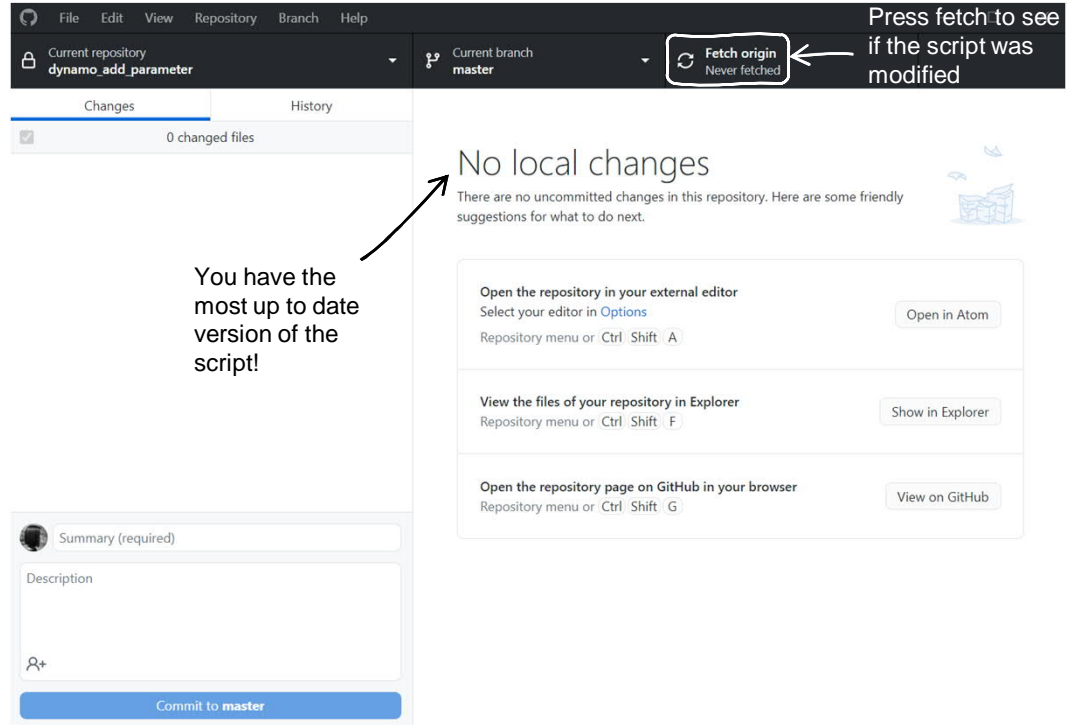 File Edit View Repository Branch Help
Press fetch to see
if the script was
modified
Current repository
dynamo_add_parameter
Current branch
master
Fetch origin
Never fetched
Changes History
0 changed files
No local changes
There are no uncommitted changes in this repository. Here are some friendly
suggestions for what to do next.
You have the
most up to date
version of the
script!
Open the repository in your external editor
Select your editor in Options
Repository menu or Ctrl Shift A
Open in Atom
View the files of your repository in Explorer
Repository menu or Ctrl Shift F
Show in Explorer
Open the repository page on GitHub in your browser
Repository menu or Ctrl Shift G
View on GitHub
Summary (required)
Description
Commit to master